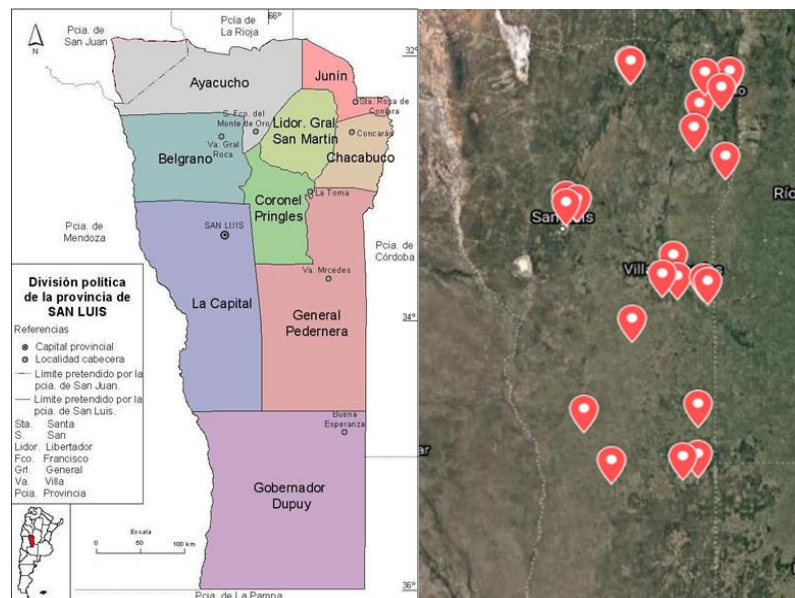 Pcia. de
San Juan
Pcía de
La Rioja
66°
N
32°
Ayacucho
Junín
Sta. Rosa de
Conlara
S. Fco. del
Monte de Oro
Lidor. Gral
San Martín
Concarán
Va. Gral
Roca
Belgrano
Chacabuco
La Toma
Coronel
Pringles
Pcia. de
Mendoza
SAN LUIS
Pcia. de
Córdoba
Va. Mrcedes
La Capital
General
Pedernera
34°
División política
de la provincia de
SAN LUIS
Referencias
Capital provincial
Localidad cabecera
Límite pretendido por la
pcia. de San Juan.
Límite pretendido por la
pcia. de San Luis.
Sta. Santa
S. San
Lidor. Libertador
Fco. Francisco
Grl. General
Va. Villa
Pcia. Provincia
Buena
Esperanza
Gobernador
Dupuy
Escala
0 50 100 km
Pcia. de La Pampa
36°
Río
San Luis
Villa
ar